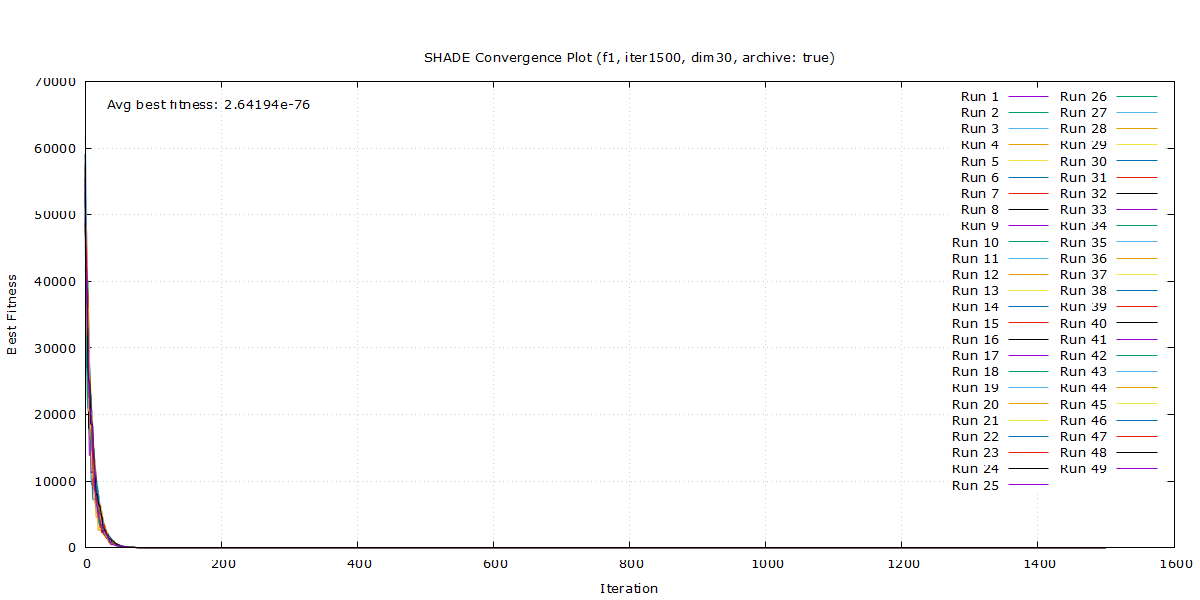 SHADE Convergence Plot (f1, iter1500, dim30, archive: true)
Avg best fitness: 2.64194e-76
Best Fitness
70000
60000
50000
40000
30000
20000
10000
0
0 200 400 600 800 1000 1200 1400 1600
Iteration
Run 1
Run 2
Run 3
Run 4
Run 5
Run 6
Run 7
Run 8
Run 9
Run 10
Run 11
Run 12
Run 13
Run 14
Run 15
Run 16
Run 17
Run 18
Run 19
Run 20
Run 21
Run 22
Run 23
Run 24
Run 25
Run 26
Run 27
Run 28
Run 29
Run 30
Run 31
Run 32
Run 33
Run 34
Run 35
Run 36
Run 37
Run 38
Run 39
Run 40
Run 41
Run 42
Run 43
Run 44
Run 45
Run 46
Run 47
Run 48
Run 49